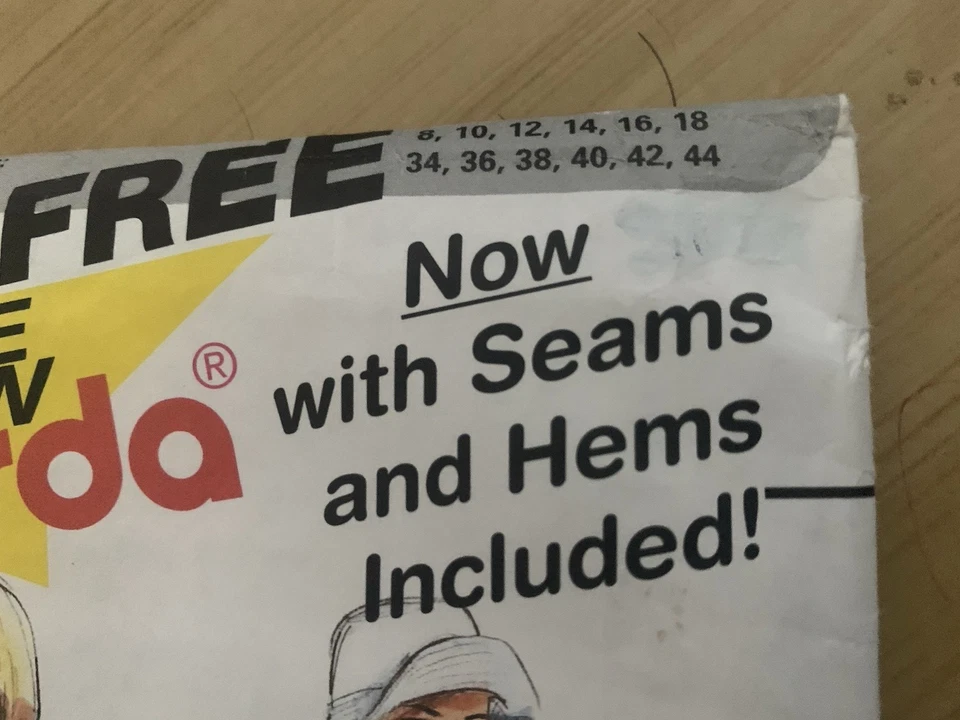 8, 10, 12, 14, 16, 18
FREE 34, 36, 38, 40, 42, 44
Now
with Seams
and Hems
Included!
E
W
rda®